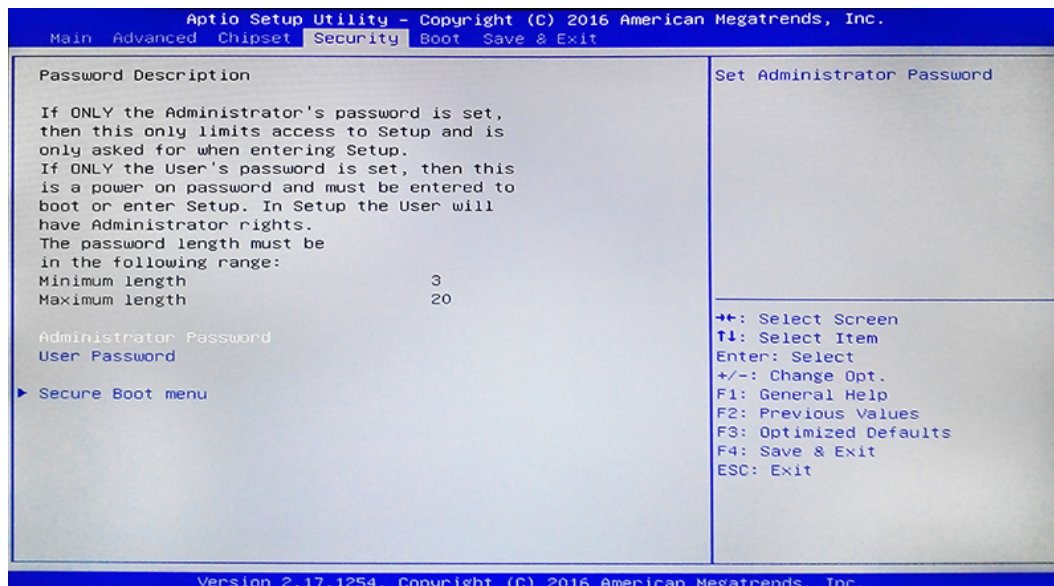 Aptio Setup Utility – Copyright (C) 2016 American Megatrends, Inc.
Main Advanced Chipset Security Boot Save & Exit
Password Description
If ONLY the Administrator's password is set,
then this only limits access to Setup and is
only asked for when entering Setup.
If ONLY the User's password is set, then this
is a power on password and must be entered to
boot or enter Setup. In Setup the User will
have Administrator rights.
The password length must be
in the following range:
Minimum length 3
Maximum length 20
Administrator Password
User Password
Secure Boot menu
Set Administrator Password
→←: Select Screen
↑↓: Select Item
Enter: Select
+/-: Change Opt.
F1: General Help
F2: Previous Values
F3: Optimized Defaults
F4: Save & Exit
ESC: Exit
Version 2.17.1254. Copyright (C) 2016 American Megatrends, Inc.